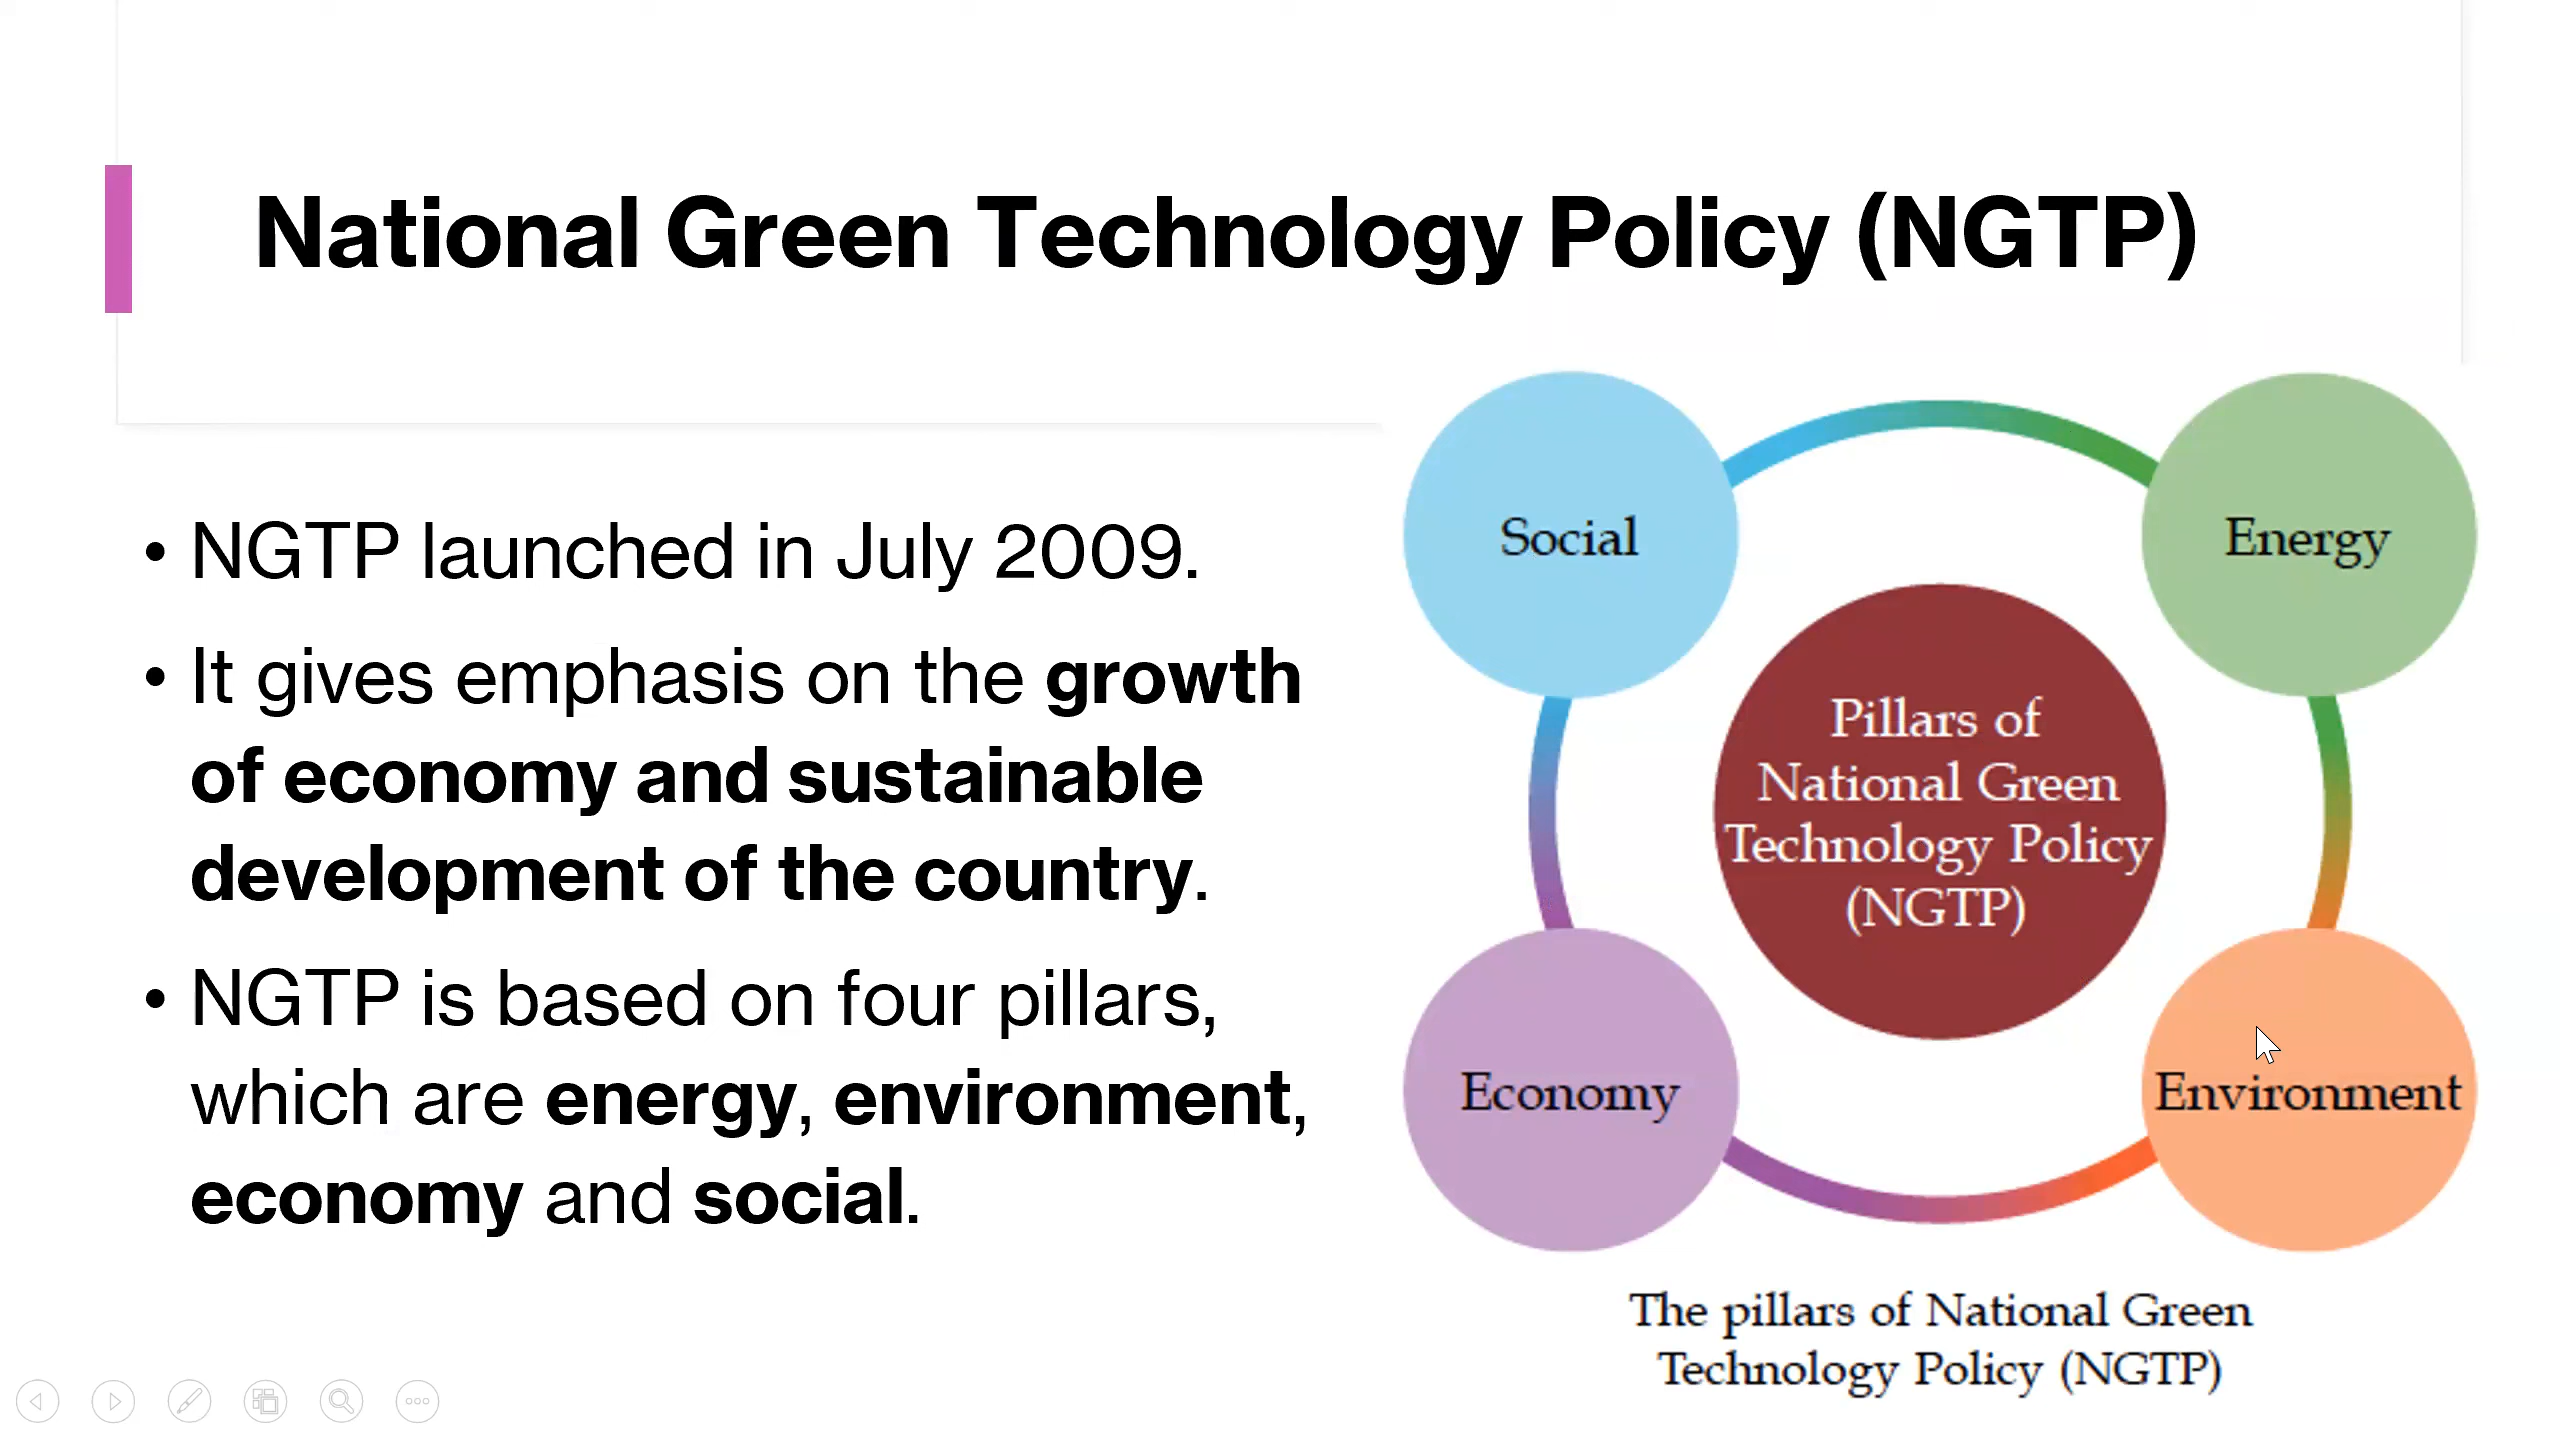 National Green Technology Policy (NGTP)
• NGTP launched in July 2009.
• It gives emphasis on the growth
of economy and sustainable
development of the country.
• NGTP is based on four pillars,
which are energy, environment,
economy and social.
Social
Energy
Pillars of
National Green
Technology Policy
(NGTP)
Economy
Environment
The pillars of National Green
Technology Policy (NGTP)